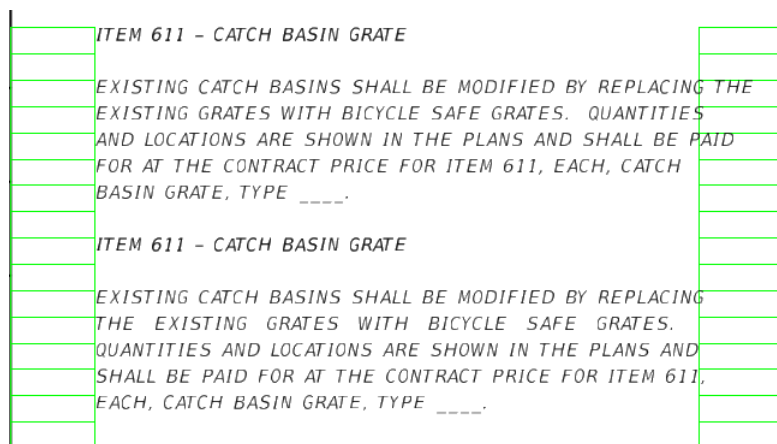 ITEM 611 – CATCH BASIN GRATE
EXISTING CATCH BASINS SHALL BE MODIFIED BY REPLACING THE
EXISTING GRATES WITH BICYCLE SAFE GRATES. QUANTITIES
AND LOCATIONS ARE SHOWN IN THE PLANS AND SHALL BE PAID
FOR AT THE CONTRACT PRICE FOR ITEM 611, EACH, CATCH
BASIN GRATE, TYPE ____.
ITEM 611 – CATCH BASIN GRATE
EXISTING CATCH BASINS SHALL BE MODIFIED BY REPLACING
THE EXISTING GRATES WITH BICYCLE SAFE GRATES.
QUANTITIES AND LOCATIONS ARE SHOWN IN THE PLANS AND
SHALL BE PAID FOR AT THE CONTRACT PRICE FOR ITEM 611,
EACH, CATCH BASIN GRATE, TYPE ____.